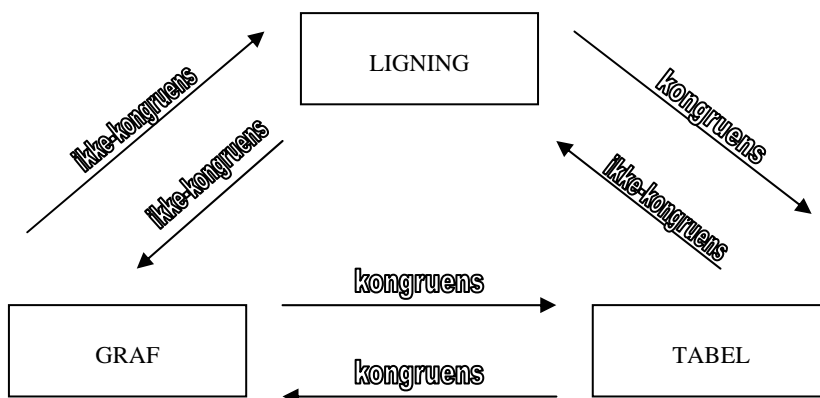 LIGNING
ikke-kongruens
kongruens
ikke-kongruens
ikke-kongruens
kongruens
GRAF
TABEL
kongruens